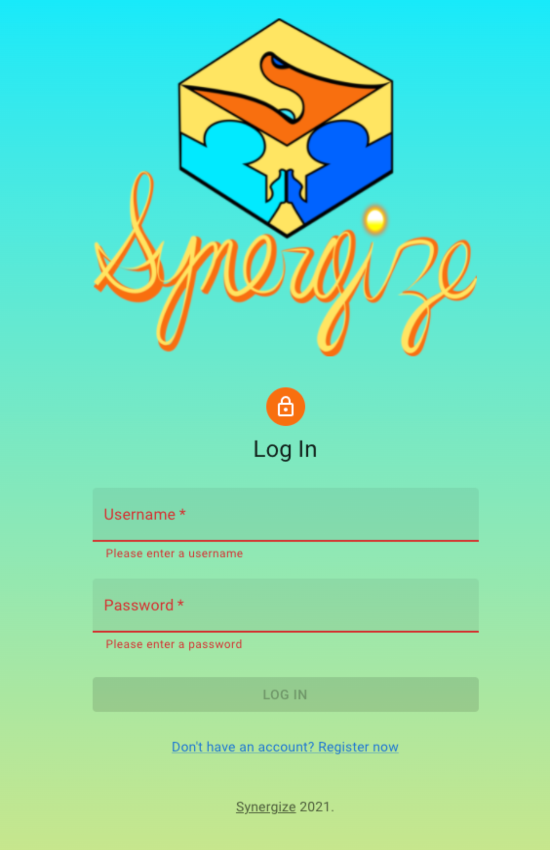 Synergize
Log In
Username *
Please enter a username
Password *
Please enter a password
LOG IN
Don't have an account? Register now
Synergize 2021.